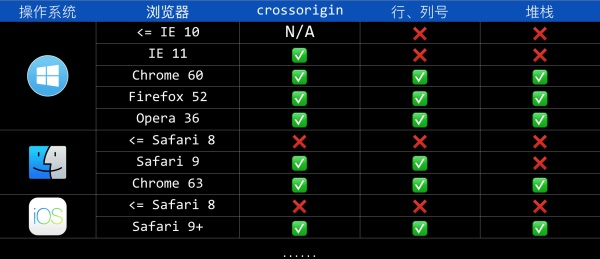 操作系统 浏览器 crossorigin 行、列号 堆栈
<= IE 10 N/A ❌ ❌
IE 11 ✅ ❌ ❌
Chrome 60 ✅ ✅ ✅
Firefox 52 ✅ ✅ ✅
Opera 36 ✅ ✅ ✅
<= Safari 8 ❌ ❌ ❌
Safari 9 ✅ ✅ ❌
Chrome 63 ✅ ✅ ✅
iOS <= Safari 8 ❌ ❌ ❌
Safari 9+ ✅ ✅ ✅
......